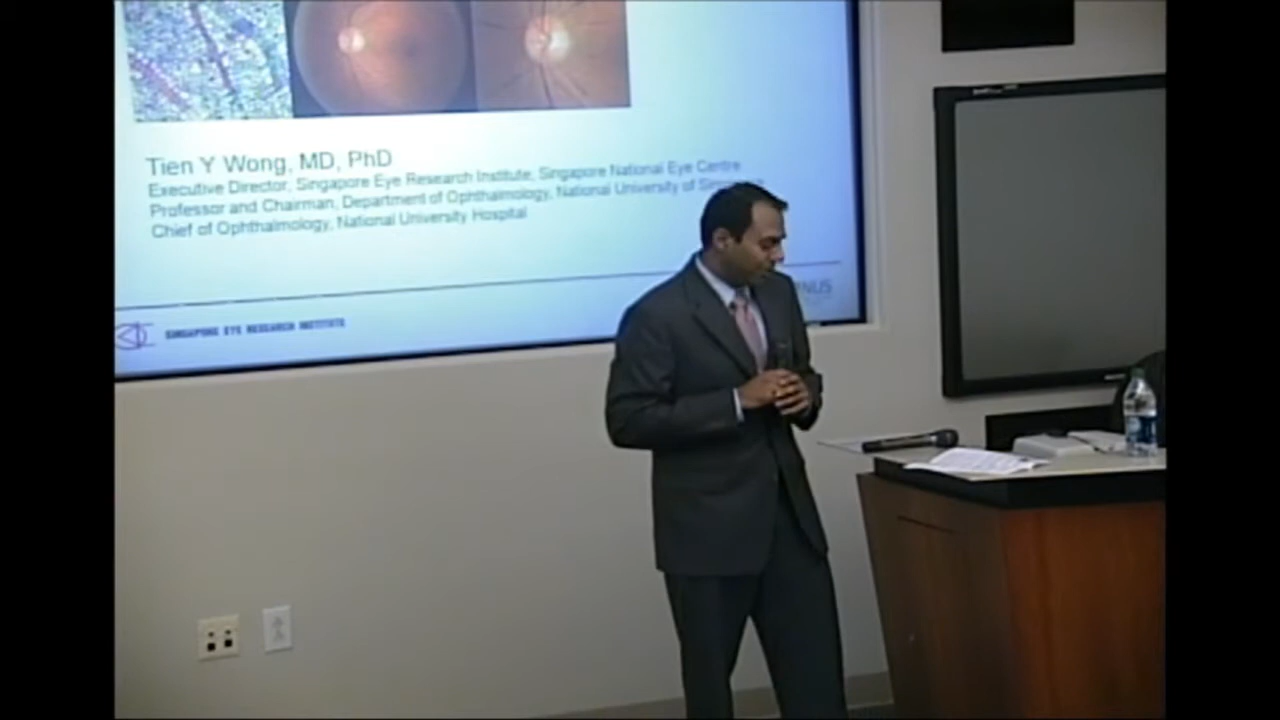 Tien Y Wong, MD, PhD
Executive Director, Singapore Eye Research Institute, Singapore National Eye Centre
Professor and Chairman, Department of Ophthalmology, National University of
Chief of Ophthalmology, National University Hospital
NUS
SINGAPORE EYE RESEARCH INSTITUTE